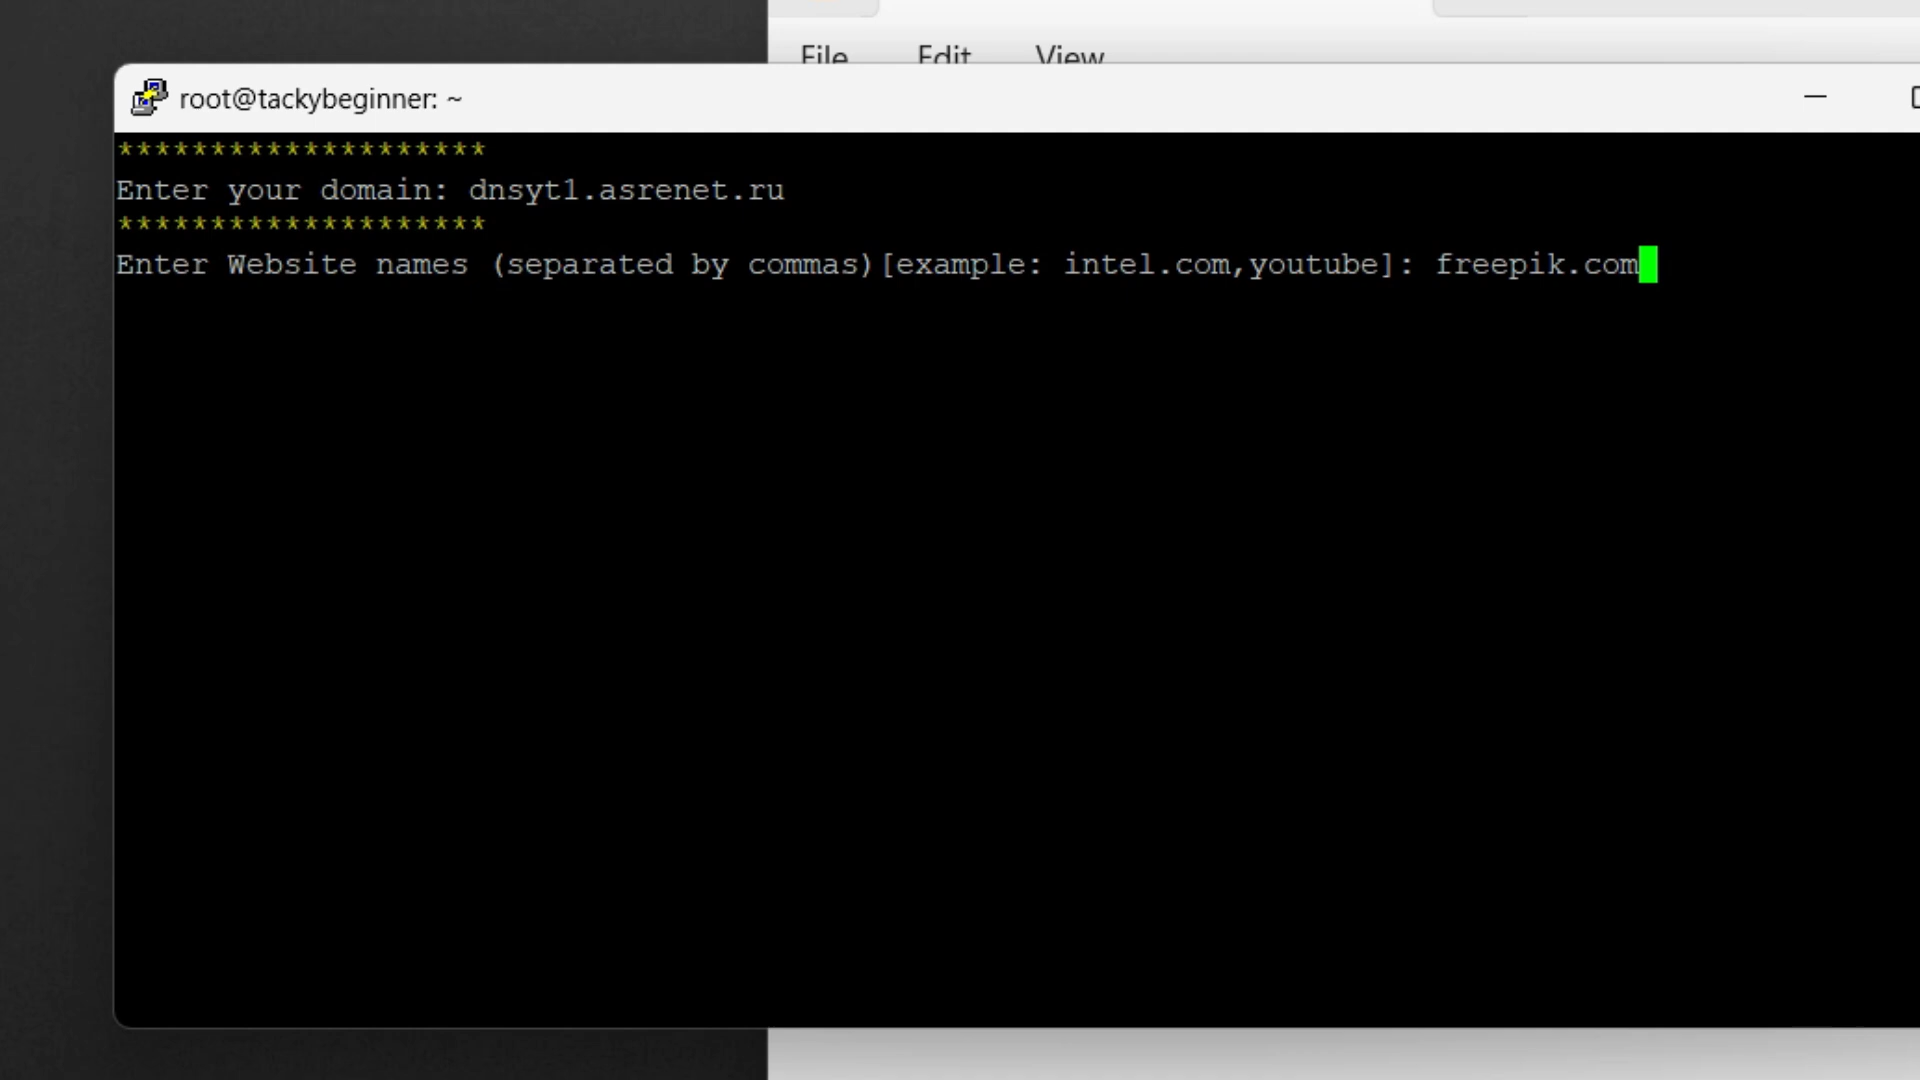 File Edit View
root@tackybeginner: ~
********************
Enter your domain: dnsyt1.asrenet.ru
********************
Enter Website names (separated by commas)[example: intel.com,youtube]: freepik.com